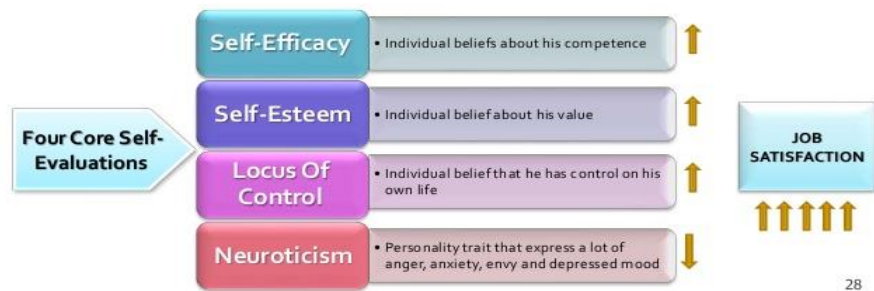 Four Core Self-
Evaluations
Self-Efficacy
• Individual beliefs about his competence
Self-Esteem
• Individual belief about his value
Locus Of
Control
• Individual belief that he has control on his
own life
Neuroticism
• Personality trait that express a lot of
anger, anxiety, envy and depressed mood
JOB
SATISFACTION
28